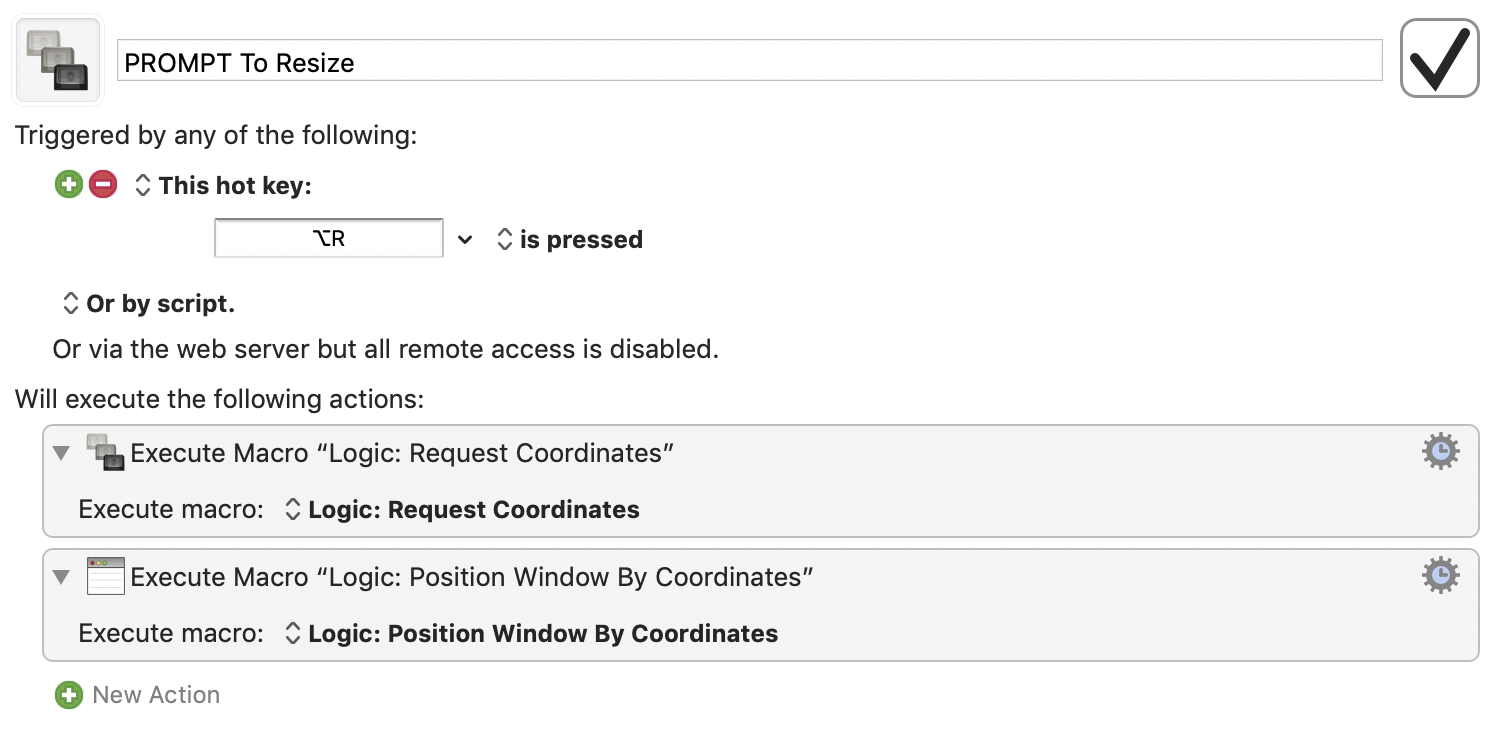 PROMPT To Resize
Triggered by any of the following:
This hot key:
⌥R
is pressed
Or by script.
Or via the web server but all remote access is disabled.
Will execute the following actions:
Execute Macro “Logic: Request Coordinates”
Execute macro: Logic: Request Coordinates
Execute Macro “Logic: Position Window By Coordinates”
Execute macro: Logic: Position Window By Coordinates
New Action